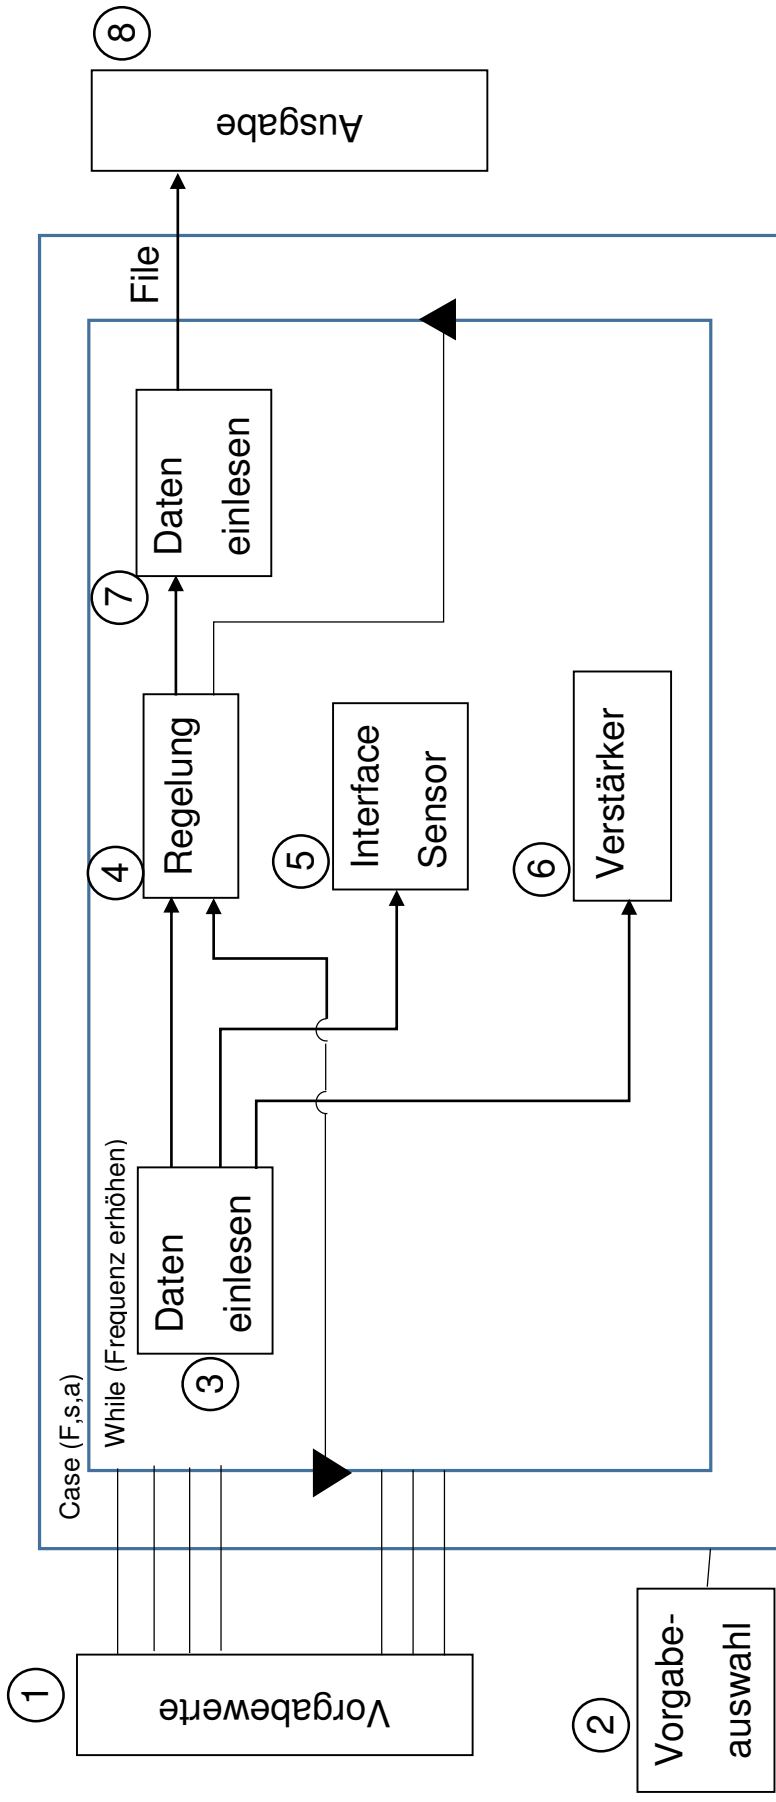 1
Vorgabewerte
2
Vorgabe-
auswahl
Case (F,s,a)
While (Frequenz erhöhen)
3
Daten
einlesen
4
Regelung
5
Interface
Sensor
6
Verstärker
7
Daten
einlesen
File
8
Ausgabe